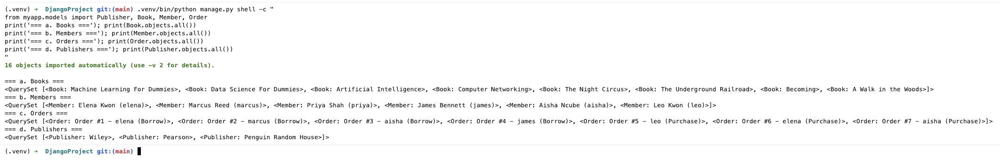 (.venv) ➜  DjangoProject git:(main) .venv/bin/python manage.py shell -c "
from myapp.models import Publisher, Book, Member, Order
print('=== a. Books ==='); print(Book.objects.all())
print('=== b. Members ==='); print(Member.objects.all())
print('=== c. Orders ==='); print(Order.objects.all())
print('=== d. Publishers ==='); print(Publisher.objects.all())
"
16 objects imported automatically (use -v 2 for details).
=== a. Books ===
<QuerySet [<Book: Machine Learning For Dummies>, <Book: Data Science For Dummies>, <Book: Artificial Intelligence>, <Book: Computer Networking>, <Book: The Night Circus>, <Book: The Underground Railroad>, <Book: Becoming>, <Book: A Walk in the Woods>]>
=== b. Members ===
<QuerySet [<Member: Elena Kwon (elena)>, <Member: Marcus Reed (marcus)>, <Member: Priya Shah (priya)>, <Member: James Bennett (james)>, <Member: Aisha Ncube (aisha)>, <Member: Leo Kwon (leo)>]>
=== c. Orders ===
<QuerySet [<Order: Order #1 - elena (Borrow)>, <Order: Order #2 - marcus (Borrow)>, <Order: Order #3 - aisha (Borrow)>, <Order: Order #4 - james (Borrow)>, <Order: Order #5 - leo (Purchase)>, <Order: Order #6 - elena (Purchase)>, <Order: Order #7 - aisha (Purchase)>]>
=== d. Publishers ===
<QuerySet [<Publisher: Wiley>, <Publisher: Pearson>, <Publisher: Penguin Random House>]>
(.venv) ➜  DjangoProject git:(main)